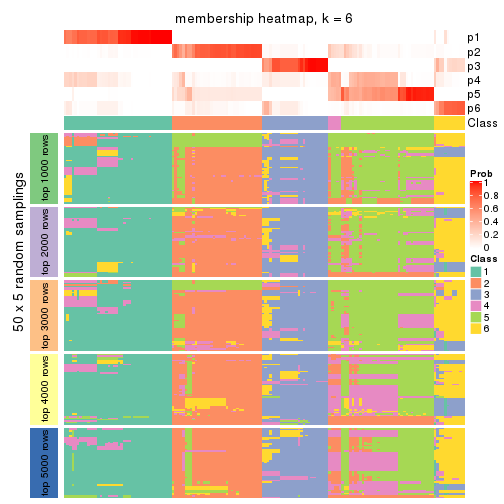 membership heatmap, k = 6
p1
p2
p3
p4
p5
p6
Class
50 x 5 random samplings
top 1000 rows
top 2000 rows
top 3000 rows
top 4000 rows
top 5000 rows
Prob
1
0.8
0.6
0.4
0.2
0
Class
1
2
3
4
5
6